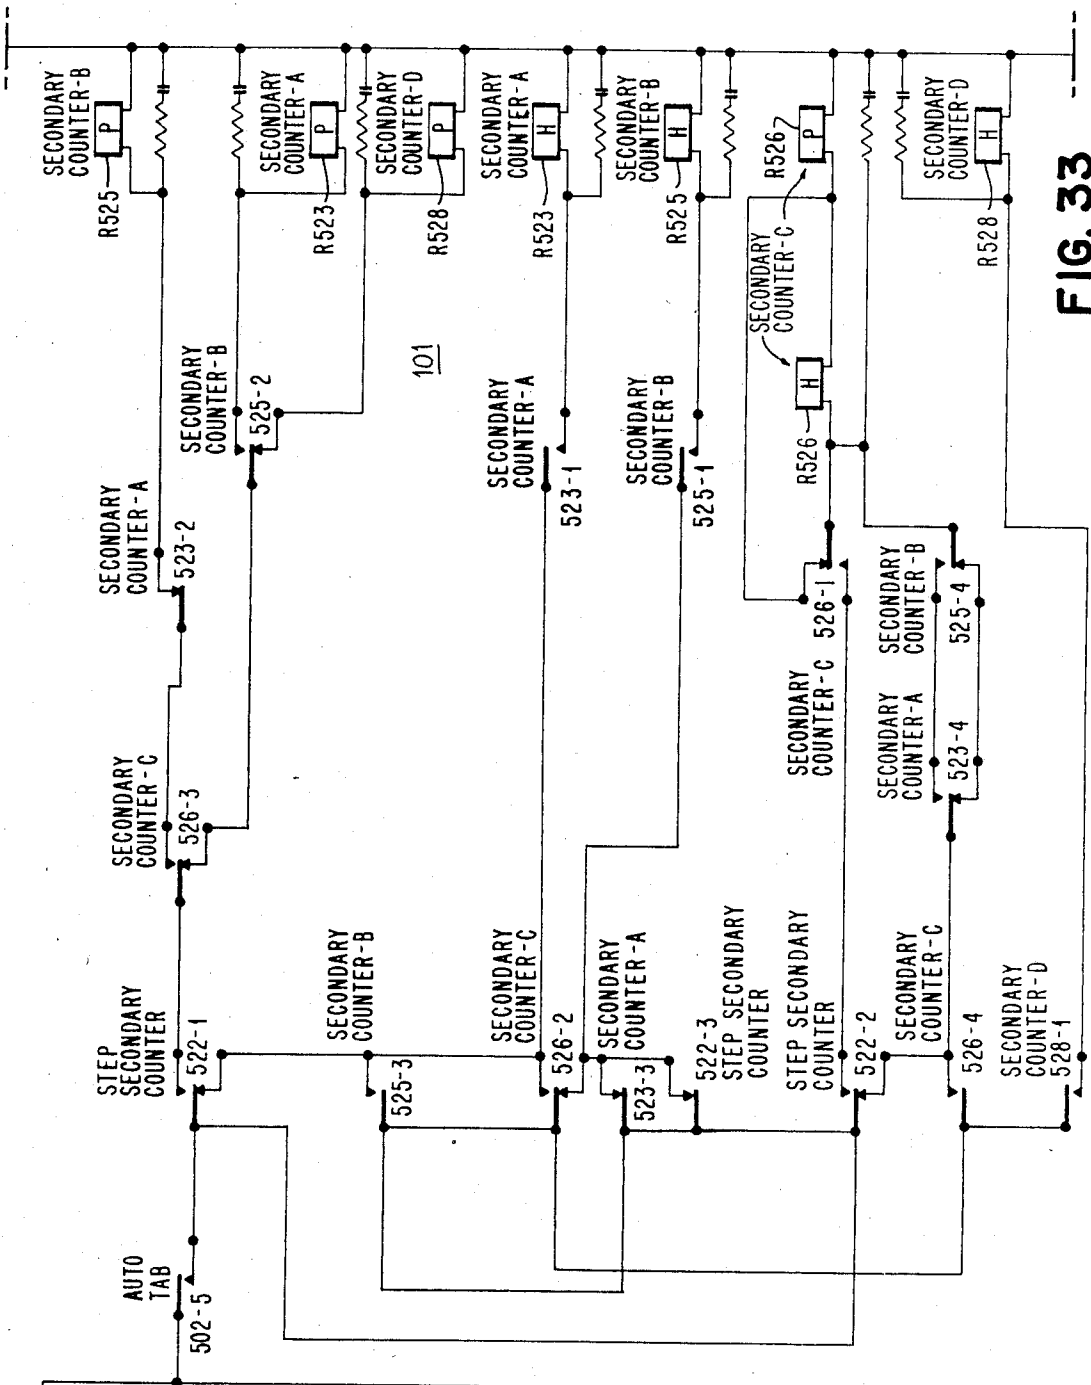 SECONDARY
COUNTER-B
P
R525
SECONDARY
COUNTER-A
P
R523
SECONDARY
COUNTER-D
P
R528
SECONDARY
COUNTER-A
H
R523
SECONDARY
COUNTER-B
H
R525
SECONDARY
COUNTER-C
P
R526
H
R526
SECONDARY
COUNTER-D
H
R528
FIG. 33
101
SECONDARY
COUNTER-A
523-2
SECONDARY
COUNTER-B
525-2
SECONDARY
COUNTER-A
523-1
SECONDARY
COUNTER-B
525-1
SECONDARY
COUNTER-C
526-1
SECONDARY
COUNTER-B
525-4
SECONDARY
COUNTER-A
523-4
SECONDARY
COUNTER-C
526-3
STEP
SECONDARY
COUNTER
522-1
SECONDARY
COUNTER-B
525-3
SECONDARY
COUNTER-C
526-2
SECONDARY
COUNTER-A
523-3
522-3
STEP SECONDARY
COUNTER
STEP SECONDARY
COUNTER
522-2
SECONDARY
COUNTER-C
526-4
SECONDARY
COUNTER-D
528-1
AUTO
TAB
502-5